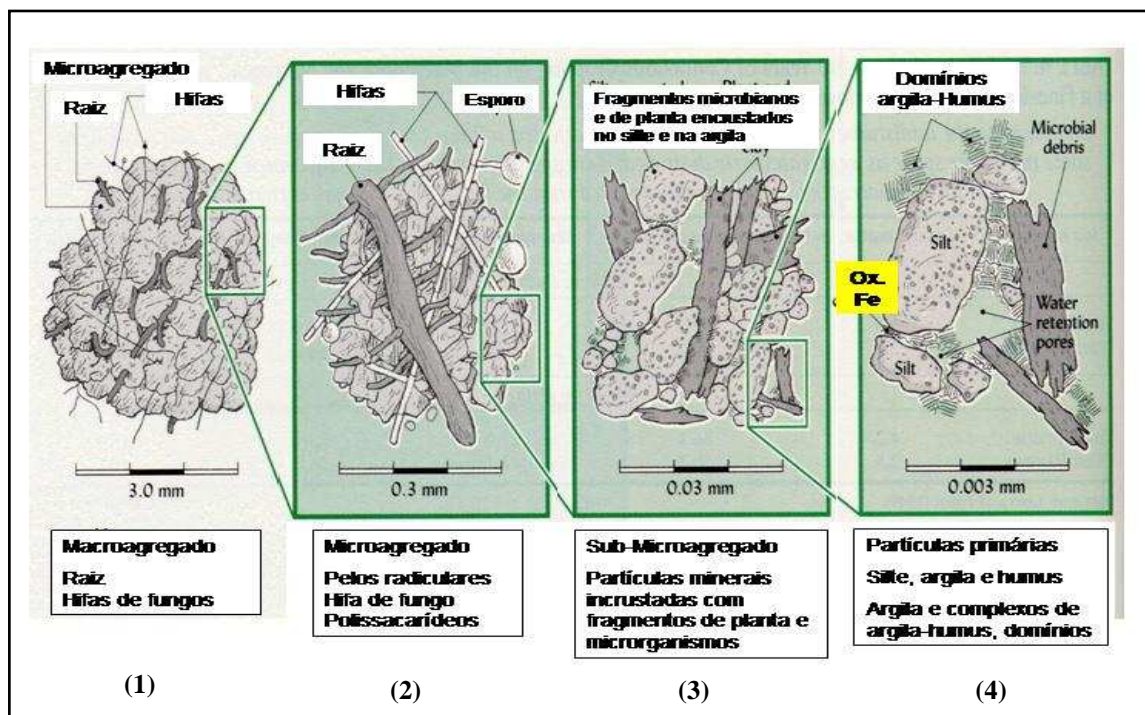 Microagregado
Raiz
Hifas
3.0 mm
Macroagregado
Raiz
Hifas de fungos
(1)
Hifas
Esporo
Raiz
0.3 mm
Microagregado
Pelos radiculares
Hifa de fungo
Polissacarídeos
(2)
Fragmentos microbianos
e de planta encrustados
no silte e na argila
clay
0.03 mm
Sub-Microagregado
Partículas minerais
incrustadas com
fragmentos de planta e
microrganismos
(3)
Domínios
argila-Humus
Microbial
debris
Silt
Ox.
Fe
Water
retention
pores
Silt
0.003 mm
Partículas primárias
Silte, argila e humus
Argila e complexos de
argila-humus, domínios
(4)